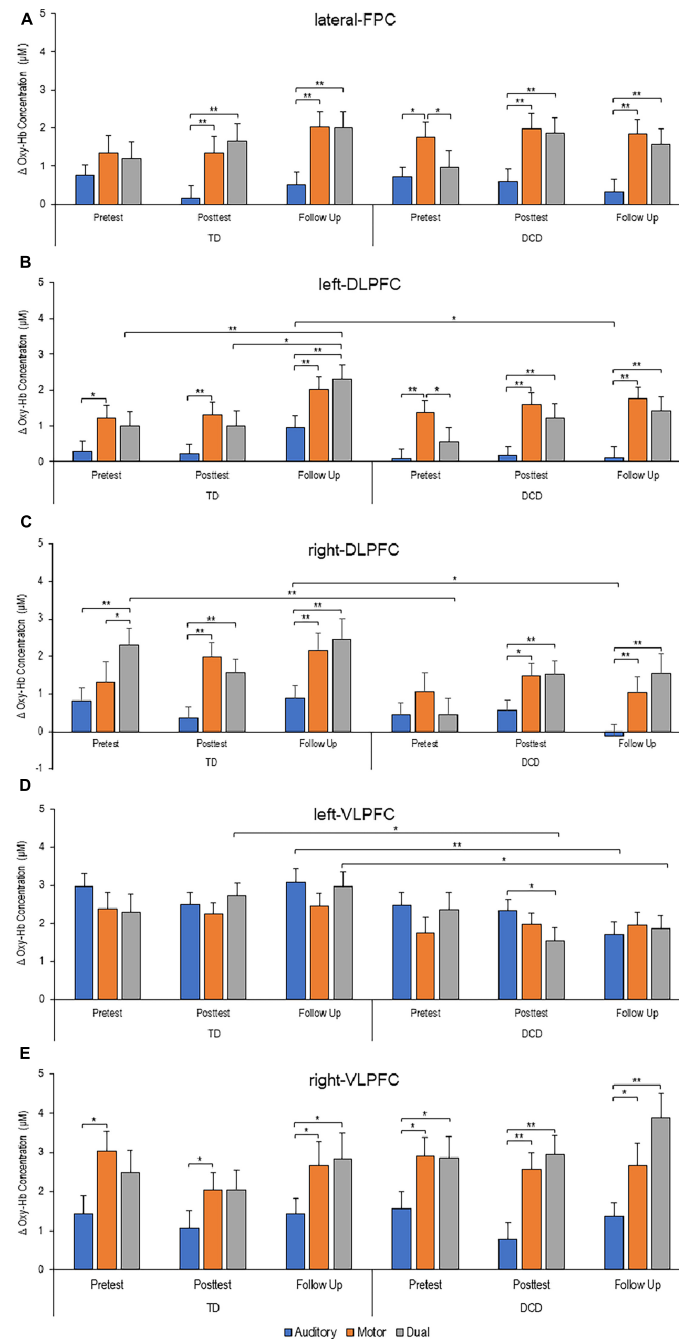 A
lateral-FPC
Δ Oxy-Hb Concentration (μM)
5
4
3
2
1
0
** ** ** ** * * ** ** ** **
Pretest Posttest Follow Up Pretest Posttest Follow Up
TD DCD
B
left-DLPFC
Δ Oxy-Hb Concentration (μM)
5
4
3
2
1
0
** * * * ** ** ** ** * ** ** ** **
Pretest Posttest Follow Up Pretest Posttest Follow Up
TD DCD
C
right-DLPFC
Δ Oxy-Hb Concentration (μM)
5
4
3
2
1
0
-1
* ** ** * ** ** ** ** ** * ** **
Pretest Posttest Follow Up Pretest Posttest Follow Up
TD DCD
D
left-VLPFC
Δ Oxy-Hb Concentration (μM)
5
4
3
2
1
0
* ** * *
Pretest Posttest Follow Up Pretest Posttest Follow Up
TD DCD
E
right-VLPFC
Δ Oxy-Hb Concentration (μM)
5
4
3
2
1
0
* * * * * * ** ** ** *
Pretest Posttest Follow Up Pretest Posttest Follow Up
TD DCD
Auditory Motor Dual